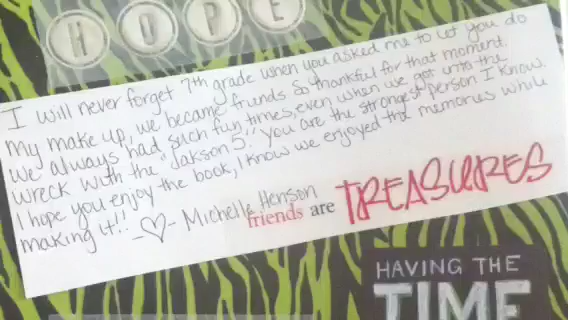 HOPE
I will never forget 7th grade when you asked me to let you do
my make up, we became friends so thankful for that moment.
We always had such fun times, even when we got into the
wreck with the "Jakson 5." You are the strongest person I know.
I hope you enjoy the book, I know we enjoyed the memories while
making it!! -♡- Michelle Henson
friends are TREASURES
HAVING THE
TIME